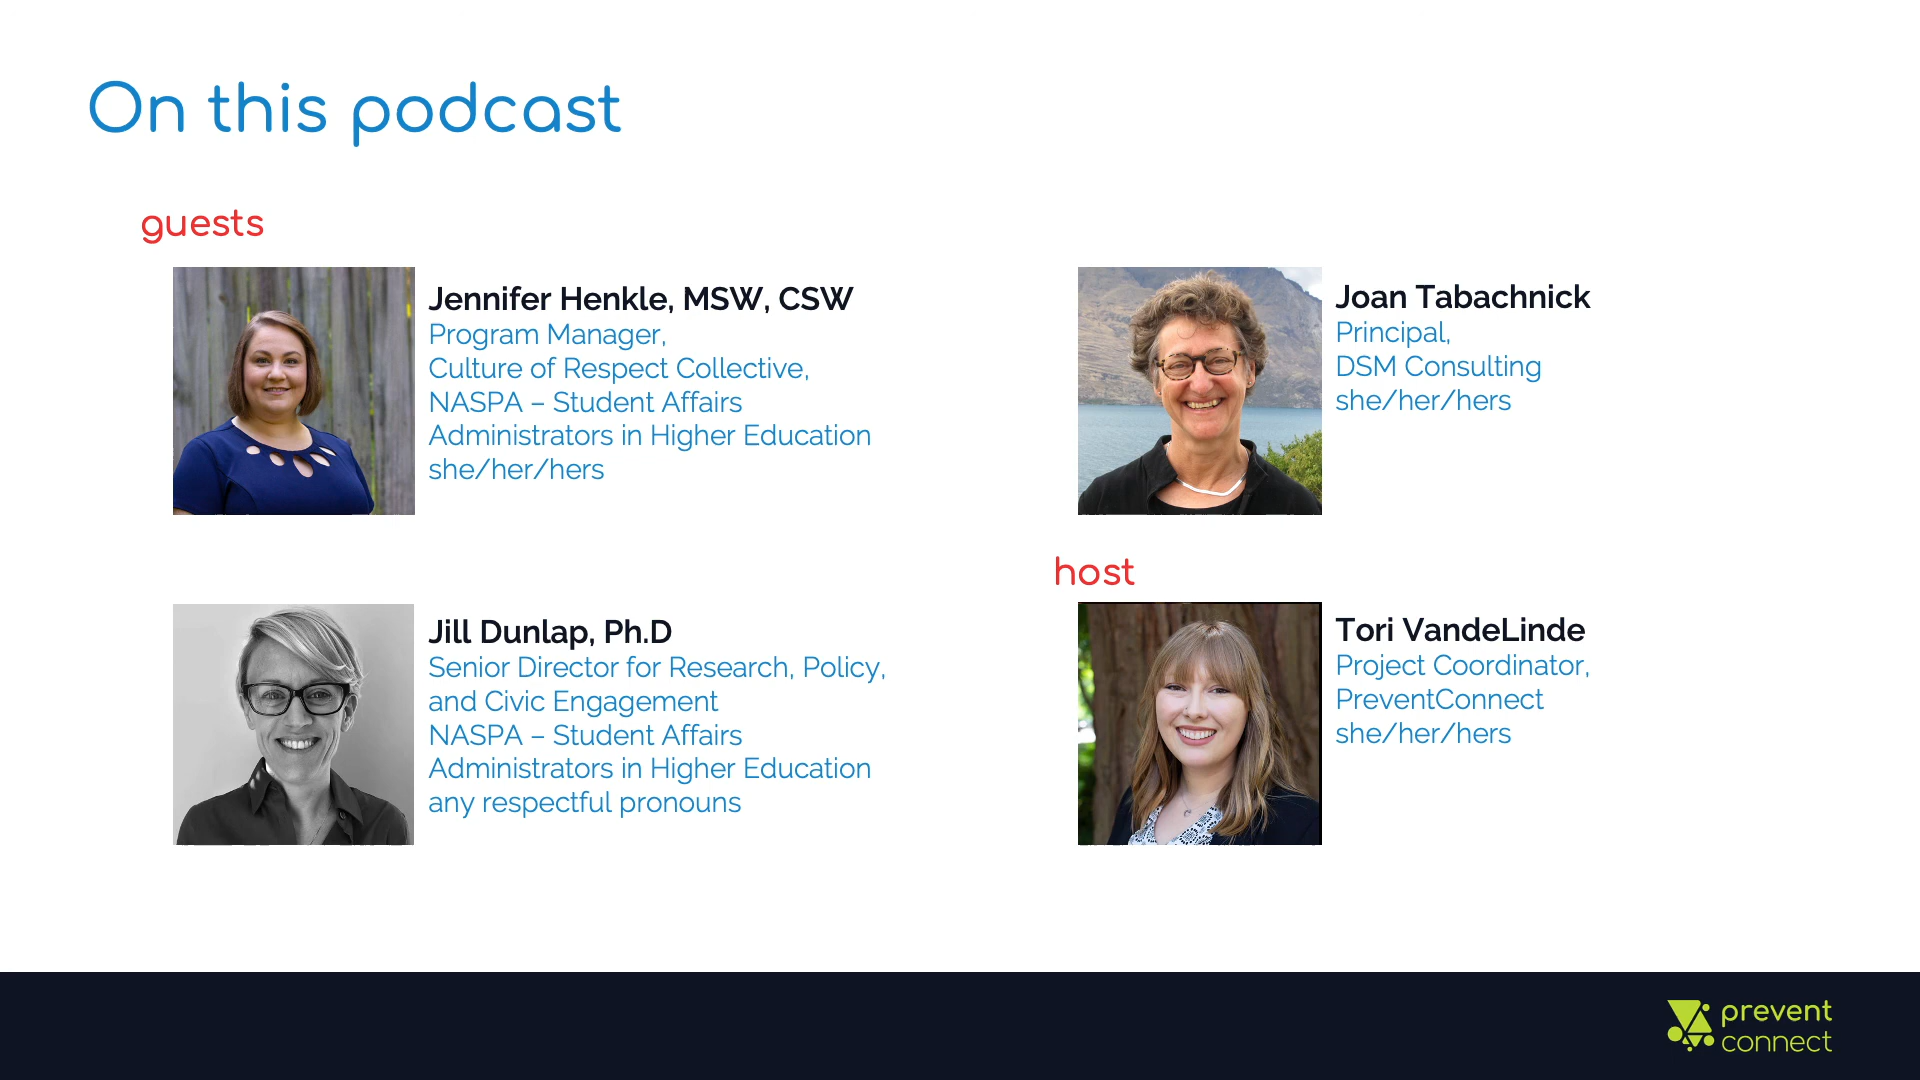 On this podcast
guests
Jennifer Henkle, MSW, CSW
Program Manager,
Culture of Respect Collective,
NASPA – Student Affairs
Administrators in Higher Education
she/her/hers
Jill Dunlap, Ph.D
Senior Director for Research, Policy,
and Civic Engagement
NASPA – Student Affairs
Administrators in Higher Education
any respectful pronouns
Joan Tabachnick
Principal,
DSM Consulting
she/her/hers
host
Tori VandeLinde
Project Coordinator,
PreventConnect
she/her/hers
prevent
connect